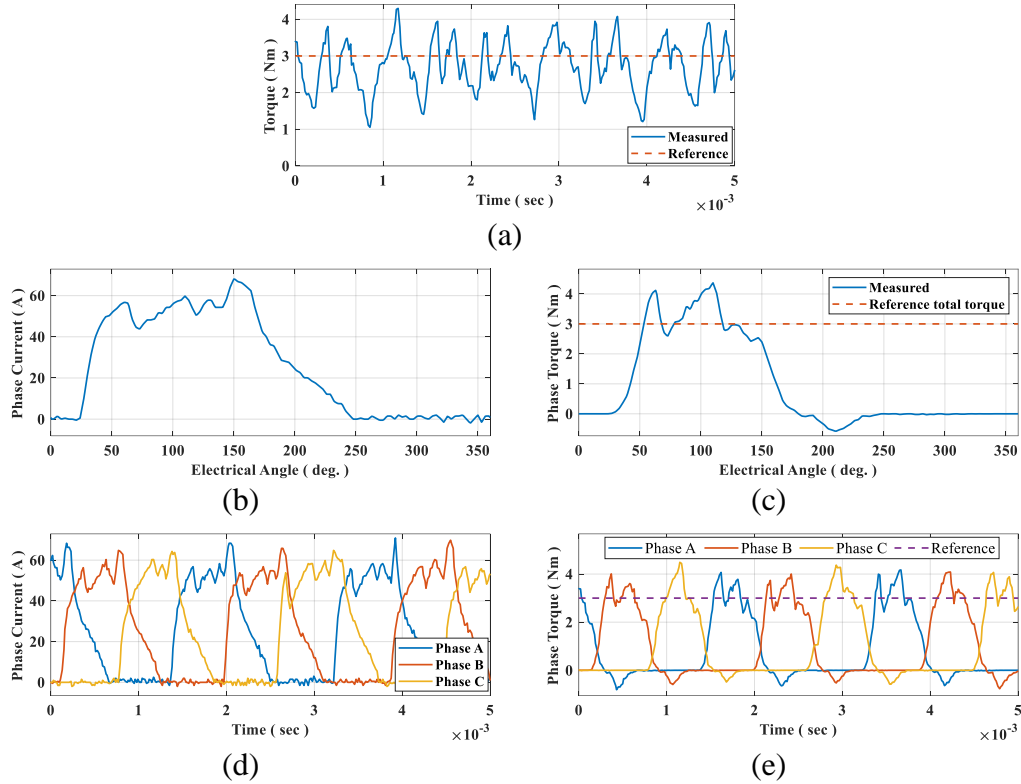 4
3
2
1
0
Torque ( Nm )
Measured
Reference
0 1 2 3 4 5
Time ( sec )
×10-3
(a)
60
40
20
0
Phase Current ( A )
0 50 100 150 200 250 300 350
Electrical Angle ( deg. )
(b)
4
3
2
1
0
Phase Torque ( Nm )
Measured
Reference total torque
0 50 100 150 200 250 300 350
Electrical Angle ( deg. )
(c)
60
40
20
0
Phase Current ( A )
Phase A
Phase B
Phase C
0 1 2 3 4 5
Time ( sec )
×10-3
(d)
Phase A Phase B Phase C Reference
4
2
0
Phase Torque ( Nm )
0 1 2 3 4 5
Time ( sec )
×10-3
(e)